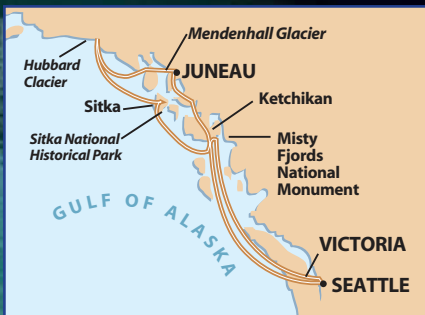 Mendenhall Glacier
Hubbard
Clacier
JUNEAU
Sitka
Ketchikan
Sitka National
Historical Park
Misty
Fjords
National
Monument
GULF OF ALASKA
VICTORIA
SEATTLE